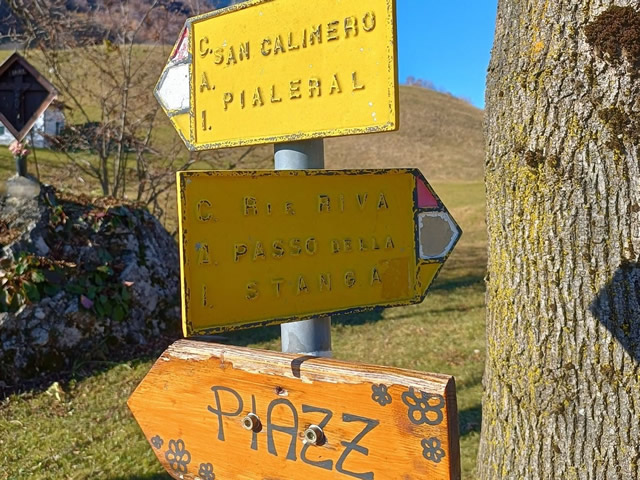 C. SAN CALIMERO
A. PIALERAL
I.
C. RIF. RIVA
A. PASSO DELLA
I. STANGA
PIAZZ